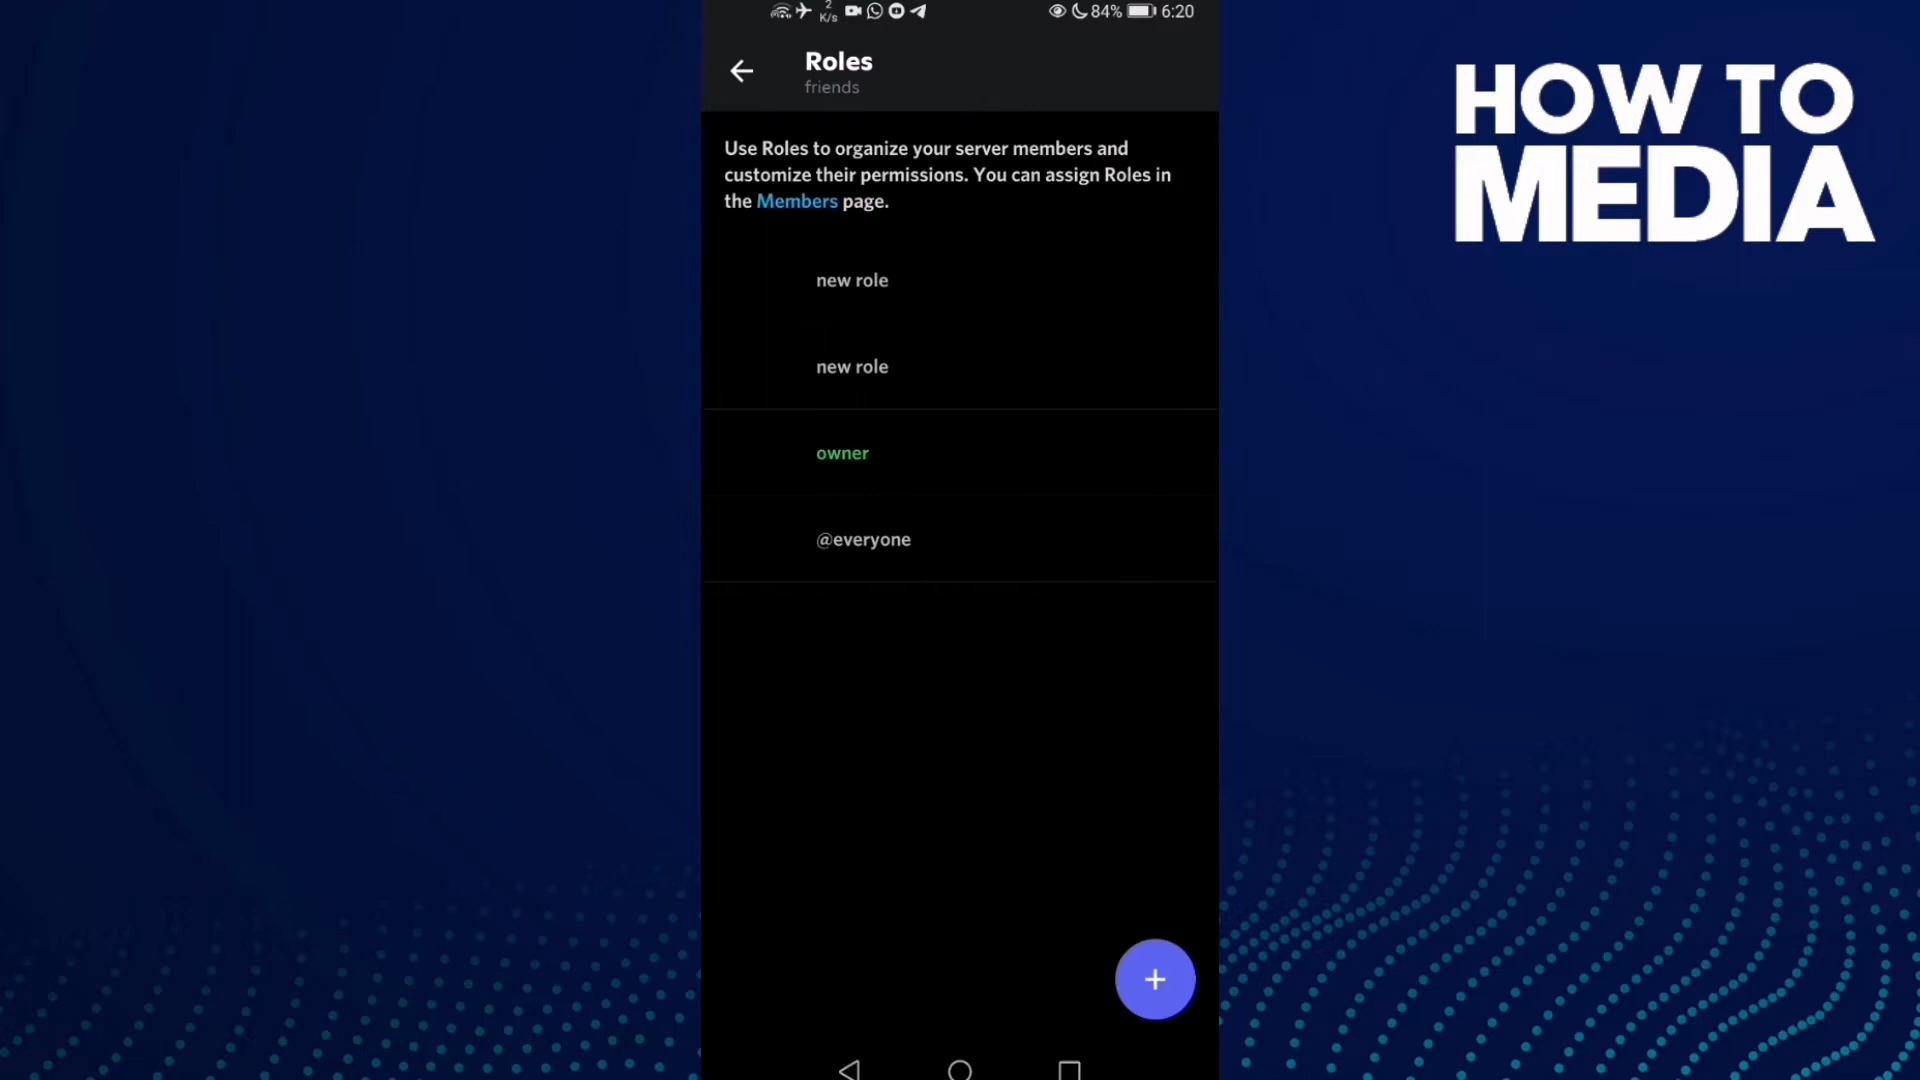 2
K/s
84%
6:20
Roles
friends
Use Roles to organize your server members and
customize their permissions. You can assign Roles in
the Members page.
new role
new role
owner
@everyone
HOW TO
MEDIA